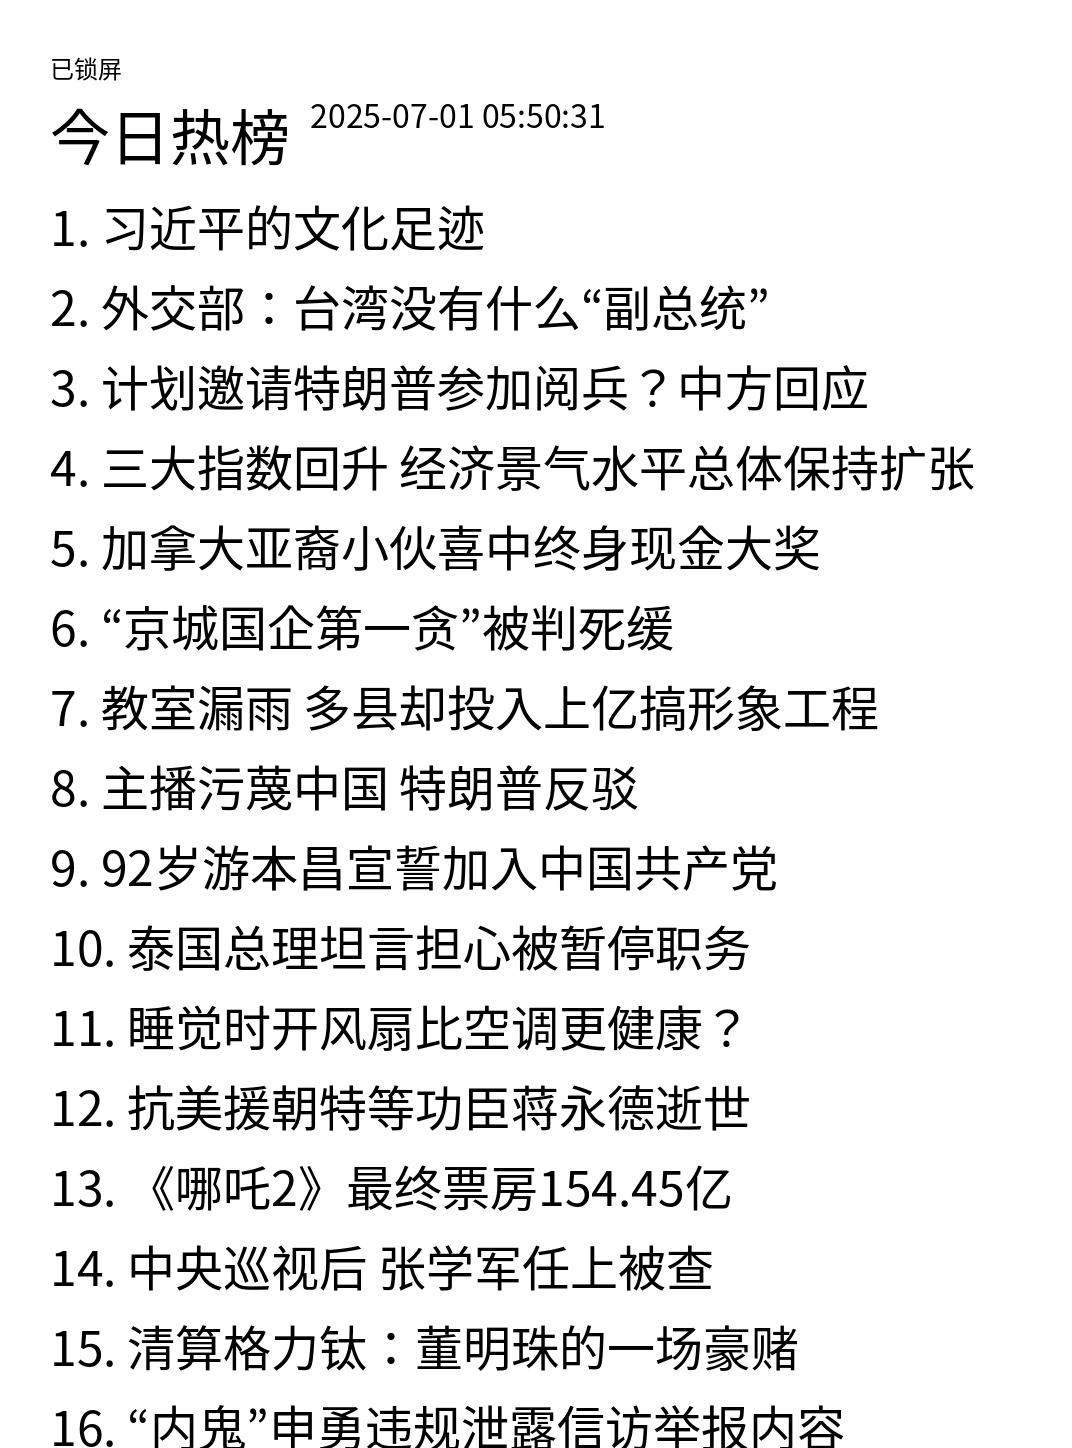 已锁屏
今日热榜 2025-07-01 05:50:31
1. 习近平的文化足迹
2. 外交部：台湾没有什么“副总统”
3. 计划邀请特朗普参加阅兵？中方回应
4. 三大指数回升 经济景气水平总体保持扩张
5. 加拿大亚裔小伙喜中终身现金大奖
6. “京城国企第一贪”被判死缓
7. 教室漏雨 多县却投入上亿搞形象工程
8. 主播污蔑中国 特朗普反驳
9. 92岁游本昌宣誓加入中国共产党
10. 泰国总理坦言担心被暂停职务
11. 睡觉时开风扇比空调更健康？
12. 抗美援朝特等功臣蒋永德逝世
13. 《哪吒2》最终票房154.45亿
14. 中央巡视后 张学军任上被查
15. 清算格力钛：董明珠的一场豪赌
16. “内鬼”申勇违规泄露信访举报内容